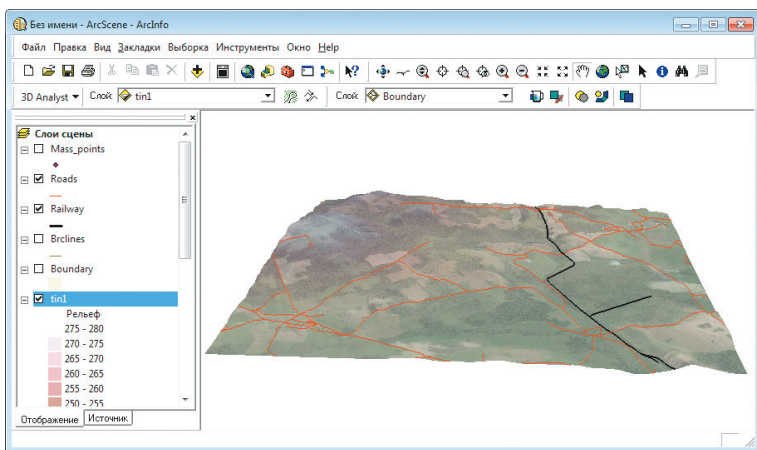 Без имени - ArcScene - ArcInfo
Файл Правка Вид Закладки Выборка Инструменты Окно Help
3D Analyst Слой: tin1 Слой: Boundary
Слои сцены
Mass_points
Roads
Railway
Brclines
Boundary
tin1
Рельеф
275 - 280
270 - 275
265 - 270
260 - 265
255 - 260
250 - 255
Отображение Источник